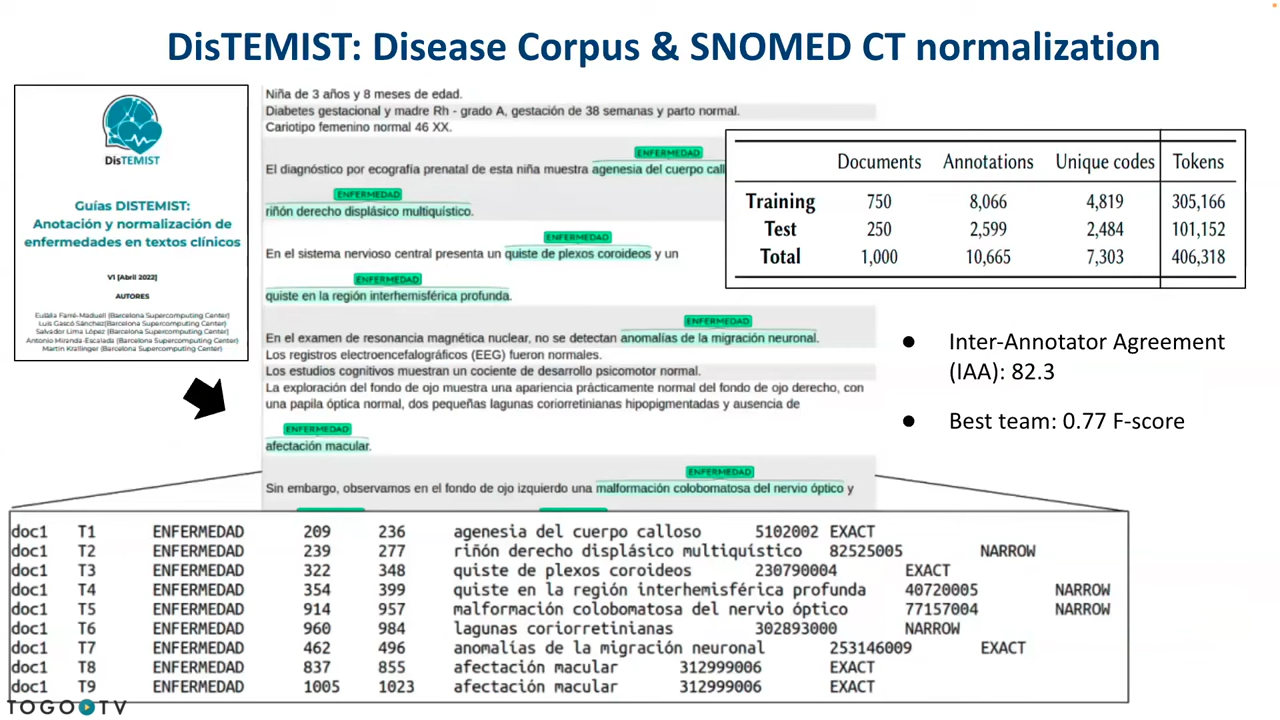 DisTEMIST: Disease Corpus & SNOMED CT normalization
DisTEMIST
Guías DISTEMIST:
Anotación y normalización de
enfermedades en textos clínicos
V1 [Abril 2022]
AUTORES
Eulàlia Farré-Maduell (Barcelona Supercomputing Center)
Luis Gascó Sánchez(Barcelona Supercomputing Center)
Salvador Lima López (Barcelona Supercomputing Center)
Antonio Miranda-Escalada (Barcelona Supercomputing Center)
Martin Krallinger (Barcelona Supercomputing Center)
Niña de 3 años y 8 meses de edad.
Diabetes gestacional y madre Rh - grado A, gestación de 38 semanas y parto normal.
Cariotipo femenino normal 46 XX.
ENFERMEDAD
El diagnóstico por ecografía prenatal de esta niña muestra agenesia del cuerpo call
ENFERMEDAD
riñón derecho displásico multiquístico.
ENFERMEDAD
En el sistema nervioso central presenta un quiste de plexos coroideos y un
ENFERMEDAD
quiste en la región interhemisférica profunda.
ENFERMEDAD
En el examen de resonancia magnética nuclear, no se detectan anomalías de la migración neuronal.
Los registros electroencefalográficos (EEG) fueron normales.
Los estudios cognitivos muestran un cociente de desarrollo psicomotor normal.
La exploración del fondo de ojo muestra una apariencia prácticamente normal del fondo de ojo derecho, con
una papila óptica normal, dos pequeñas lagunas coriorretinianas hipopigmentadas y ausencia de
ENFERMEDAD
afectación macular.
ENFERMEDAD
Sin embargo, observamos en el fondo de ojo izquierdo una malformación colobomatosa del nervio óptico y
Documents Annotations Unique codes Tokens
Training 750 8,066 4,819 305,166
Test 250 2,599 2,484 101,152
Total 1,000 10,665 7,303 406,318
● Inter-Annotator Agreement
(IAA): 82.3
● Best team: 0.77 F-score
doc1 T1 ENFERMEDAD 209 236 agenesia del cuerpo calloso 5102002 EXACT
doc1 T2 ENFERMEDAD 239 277 riñón derecho displásico multiquístico 82525005 NARROW
doc1 T3 ENFERMEDAD 322 348 quiste de plexos coroideos 230790004 EXACT
doc1 T4 ENFERMEDAD 354 399 quiste en la región interhemisférica profunda 40720005 NARROW
doc1 T5 ENFERMEDAD 914 957 malformación colobomatosa del nervio óptico 77157004 NARROW
doc1 T6 ENFERMEDAD 960 984 lagunas coriorretinianas 302893000 NARROW
doc1 T7 ENFERMEDAD 462 496 anomalías de la migración neuronal 253146009 EXACT
doc1 T8 ENFERMEDAD 837 855 afectación macular 312999006 EXACT
doc1 T9 ENFERMEDAD 1005 1023 afectación macular 312999006 EXACT
TOGO TV